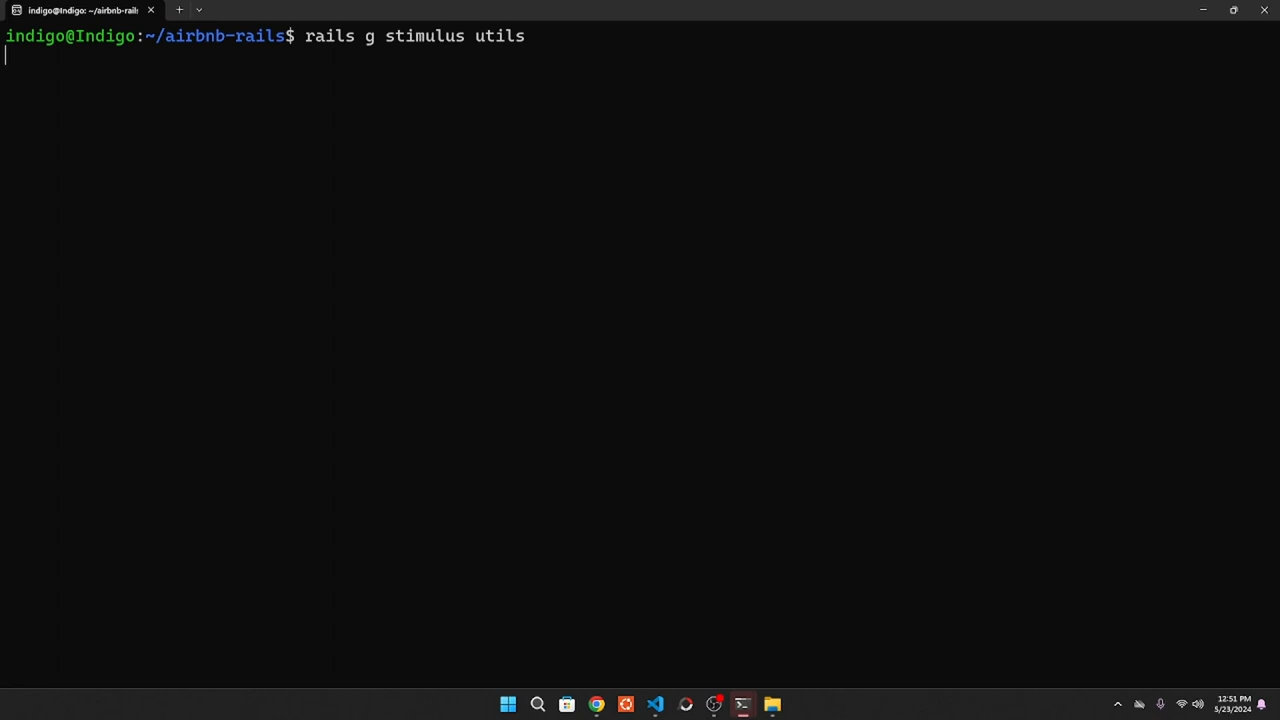 indigo@Indigo: ~/airbnb-rails
indigo@Indigo:~/airbnb-rails$ rails g stimulus utils
12:51 PM
5/23/2024